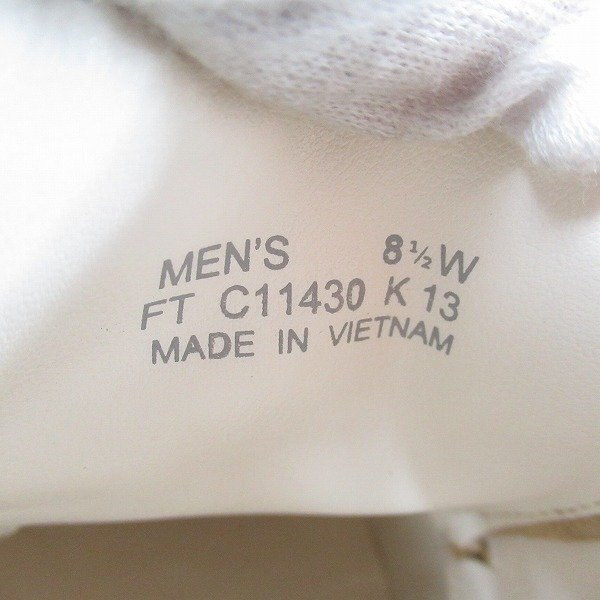 MEN'S 8½W
FT C11430 K 13
MADE IN VIETNAM